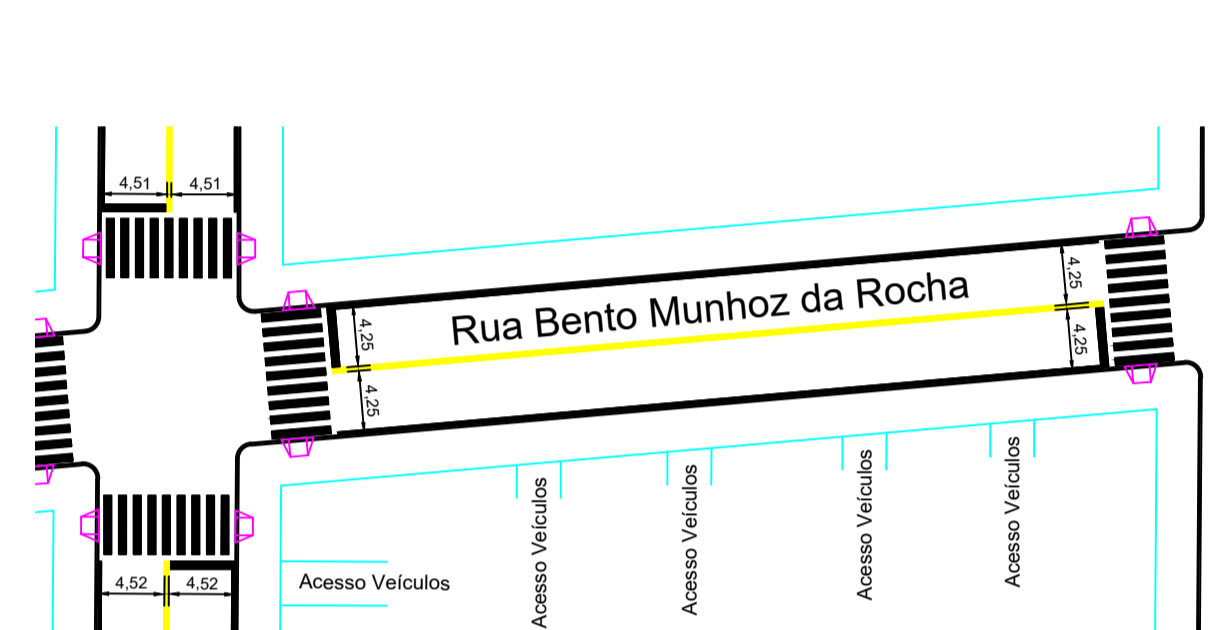 4,51 4,51
4,25
4,25
Rua Bento Munhoz da Rocha
4,25
4,25
Acesso Veículos
Acesso Veículos
Acesso Veículos
Acesso Veículos
4,52 4,52
Acesso Veículos